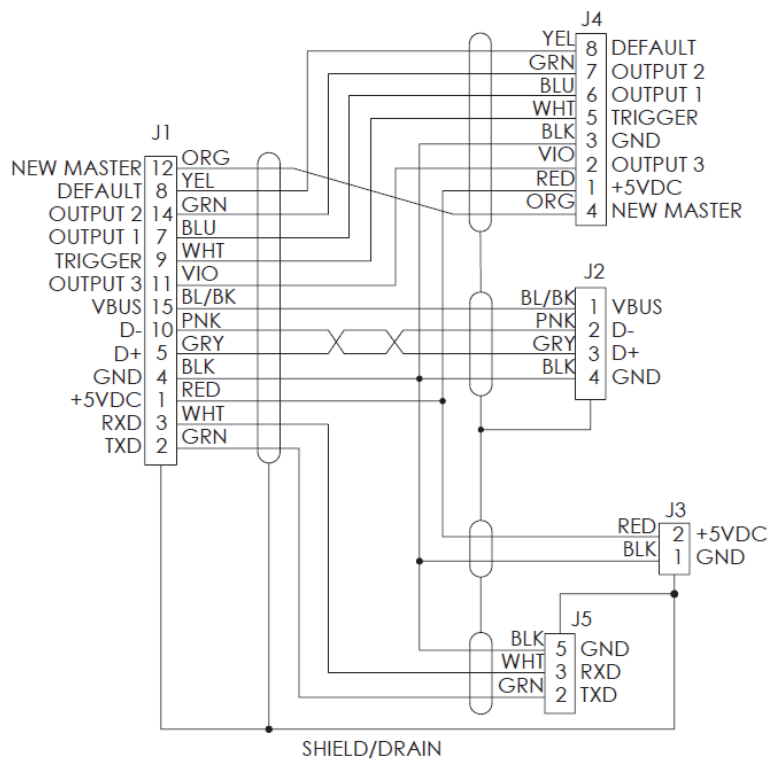 J4
YEL 8 DEFAULT
GRN 7 OUTPUT 2
BLU 6 OUTPUT 1
WHT 5 TRIGGER
BLK 3 GND
VIO 2 OUTPUT 3
RED 1 +5VDC
ORG 4 NEW MASTER
J1
NEW MASTER 12 ORG
DEFAULT 8 YEL
OUTPUT 2 14 GRN
OUTPUT 1 7 BLU
TRIGGER 9 WHT
OUTPUT 3 11 VIO
VBUS 15 BL/BK
D- 10 PNK
D+ 5 GRY
GND 4 BLK
+5VDC 1 RED
RXD 3 WHT
TXD 2 GRN
J2
BL/BK 1 VBUS
PNK 2 D-
GRY 3 D+
BLK 4 GND
J3
RED 2 +5VDC
BLK 1 GND
J5
BLK 5 GND
WHT 3 RXD
GRN 2 TXD
SHIELD/DRAIN